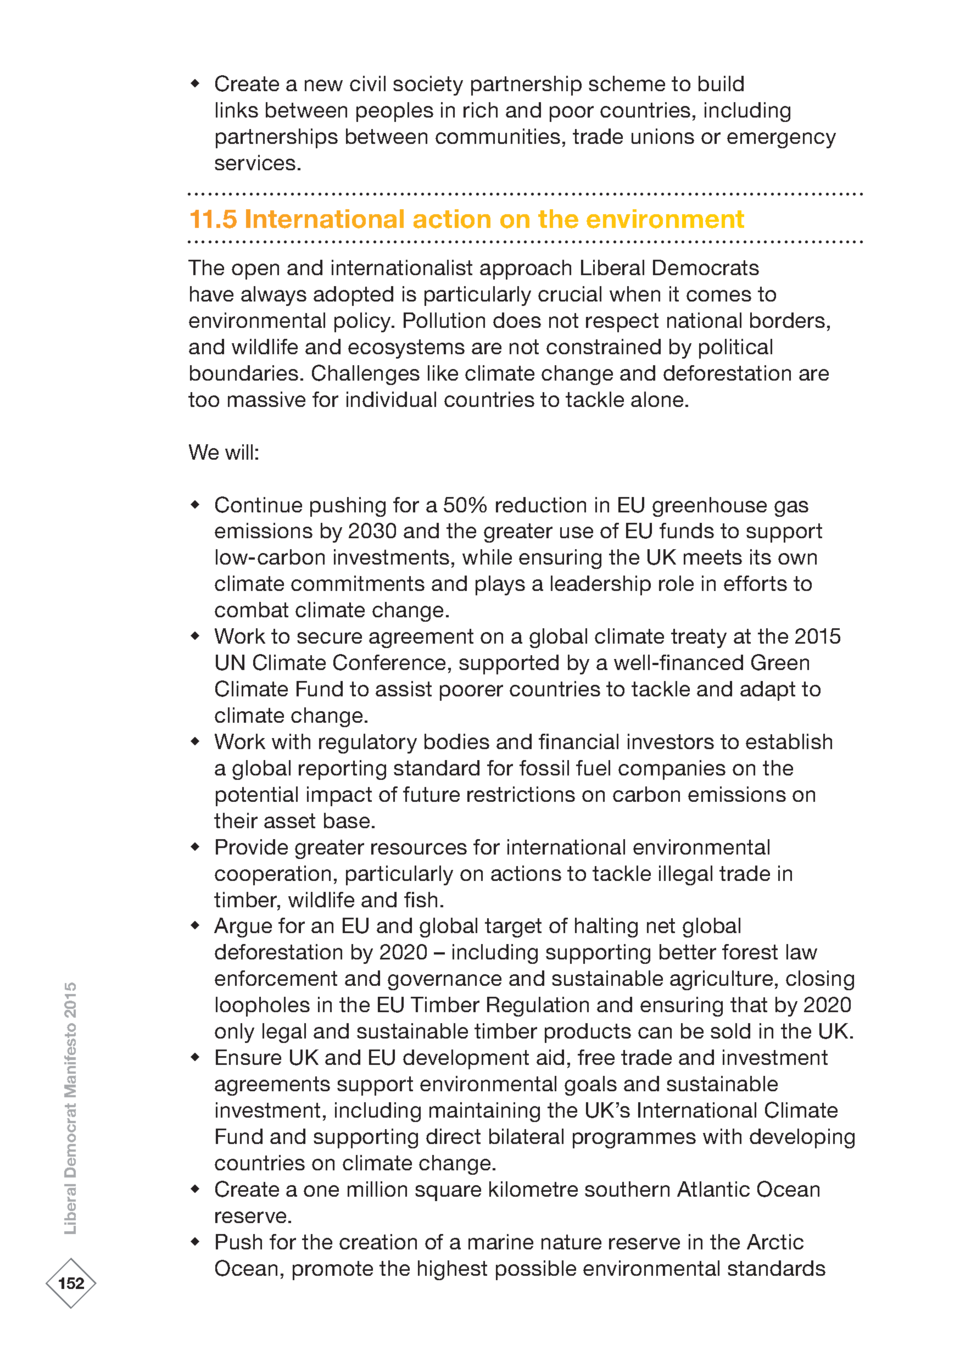 ◆ Create a new civil society partnership scheme to build
links between peoples in rich and poor countries, including
partnerships between communities, trade unions or emergency
services.
11.5 International action on the environment
The open and internationalist approach Liberal Democrats
have always adopted is particularly crucial when it comes to
environmental policy. Pollution does not respect national borders,
and wildlife and ecosystems are not constrained by political
boundaries. Challenges like climate change and deforestation are
too massive for individual countries to tackle alone.
We will:
◆ Continue pushing for a 50% reduction in EU greenhouse gas
emissions by 2030 and the greater use of EU funds to support
low-carbon investments, while ensuring the UK meets its own
climate commitments and plays a leadership role in efforts to
combat climate change.
◆ Work to secure agreement on a global climate treaty at the 2015
UN Climate Conference, supported by a well-financed Green
Climate Fund to assist poorer countries to tackle and adapt to
climate change.
◆ Work with regulatory bodies and financial investors to establish
a global reporting standard for fossil fuel companies on the
potential impact of future restrictions on carbon emissions on
their asset base.
◆ Provide greater resources for international environmental
cooperation, particularly on actions to tackle illegal trade in
timber, wildlife and fish.
◆ Argue for an EU and global target of halting net global
deforestation by 2020 – including supporting better forest law
enforcement and governance and sustainable agriculture, closing
loopholes in the EU Timber Regulation and ensuring that by 2020
only legal and sustainable timber products can be sold in the UK.
◆ Ensure UK and EU development aid, free trade and investment
agreements support environmental goals and sustainable
investment, including maintaining the UK’s International Climate
Fund and supporting direct bilateral programmes with developing
countries on climate change.
◆ Create a one million square kilometre southern Atlantic Ocean
reserve.
◆ Push for the creation of a marine nature reserve in the Arctic
Ocean, promote the highest possible environmental standards
Liberal Democrat Manifesto 2015
152